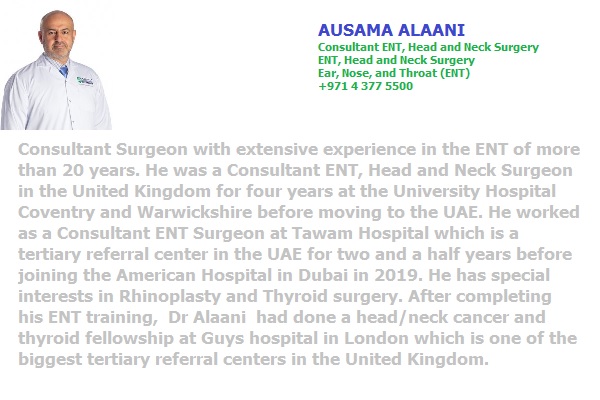 AUSAMA ALAANI
Consultant ENT, Head and Neck Surgery
ENT, Head and Neck Surgery
Ear, Nose, and Throat (ENT)
+971 4 377 5500
Consultant Surgeon with extensive experience in the ENT of more
than 20 years. He was a Consultant ENT, Head and Neck Surgeon
in the United Kingdom for four years at the University Hospital
Coventry and Warwickshire before moving to the UAE. He worked
as a Consultant ENT Surgeon at Tawam Hospital which is a
tertiary referral center in the UAE for two and a half years before
joining the American Hospital in Dubai in 2019. He has special
interests in Rhinoplasty and Thyroid surgery. After completing
his ENT training,  Dr Alaani  had done a head/neck cancer and
thyroid fellowship at Guys hospital in London which is one of the
biggest tertiary referral centers in the United Kingdom.